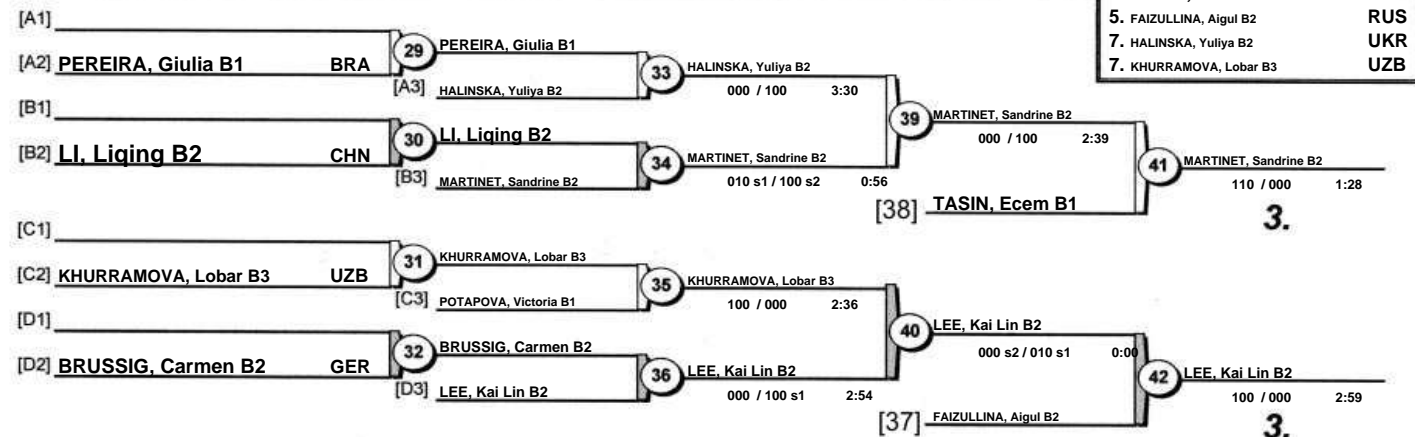 5. FAIZULLINA, Aigul B2 RUS
7. HALINSKA, Yuliya B2 UKR
7. KHURRAMOVA, Lobar B3 UZB
[A1]
[A2] PEREIRA, Giulia B1 BRA
29
PEREIRA, Giulia B1
[A3]
HALINSKA, Yuliya B2
33
HALINSKA, Yuliya B2
000 / 100 3:30
[B1]
[B2] LI, Liqing B2 CHN
30
LI, Liqing B2
[B3]
MARTINET, Sandrine B2
34
MARTINET, Sandrine B2
010 s1 / 100 s2 0:56
39
MARTINET, Sandrine B2
000 / 100 2:39
[38] TASIN, Ecem B1
41
MARTINET, Sandrine B2
110 / 000 1:28
3.
[C1]
[C2] KHURRAMOVA, Lobar B3 UZB
31
KHURRAMOVA, Lobar B3
[C3]
POTAPOVA, Victoria B1
35
KHURRAMOVA, Lobar B3
100 / 000 2:36
[D1]
[D2] BRUSSIG, Carmen B2 GER
32
BRUSSIG, Carmen B2
[D3]
LEE, Kai Lin B2
36
LEE, Kai Lin B2
000 / 100 s1 2:54
40
LEE, Kai Lin B2
000 s2 / 010 s1 0:00
[37] FAIZULLINA, Aigul B2
42
LEE, Kai Lin B2
100 / 000 2:59
3.